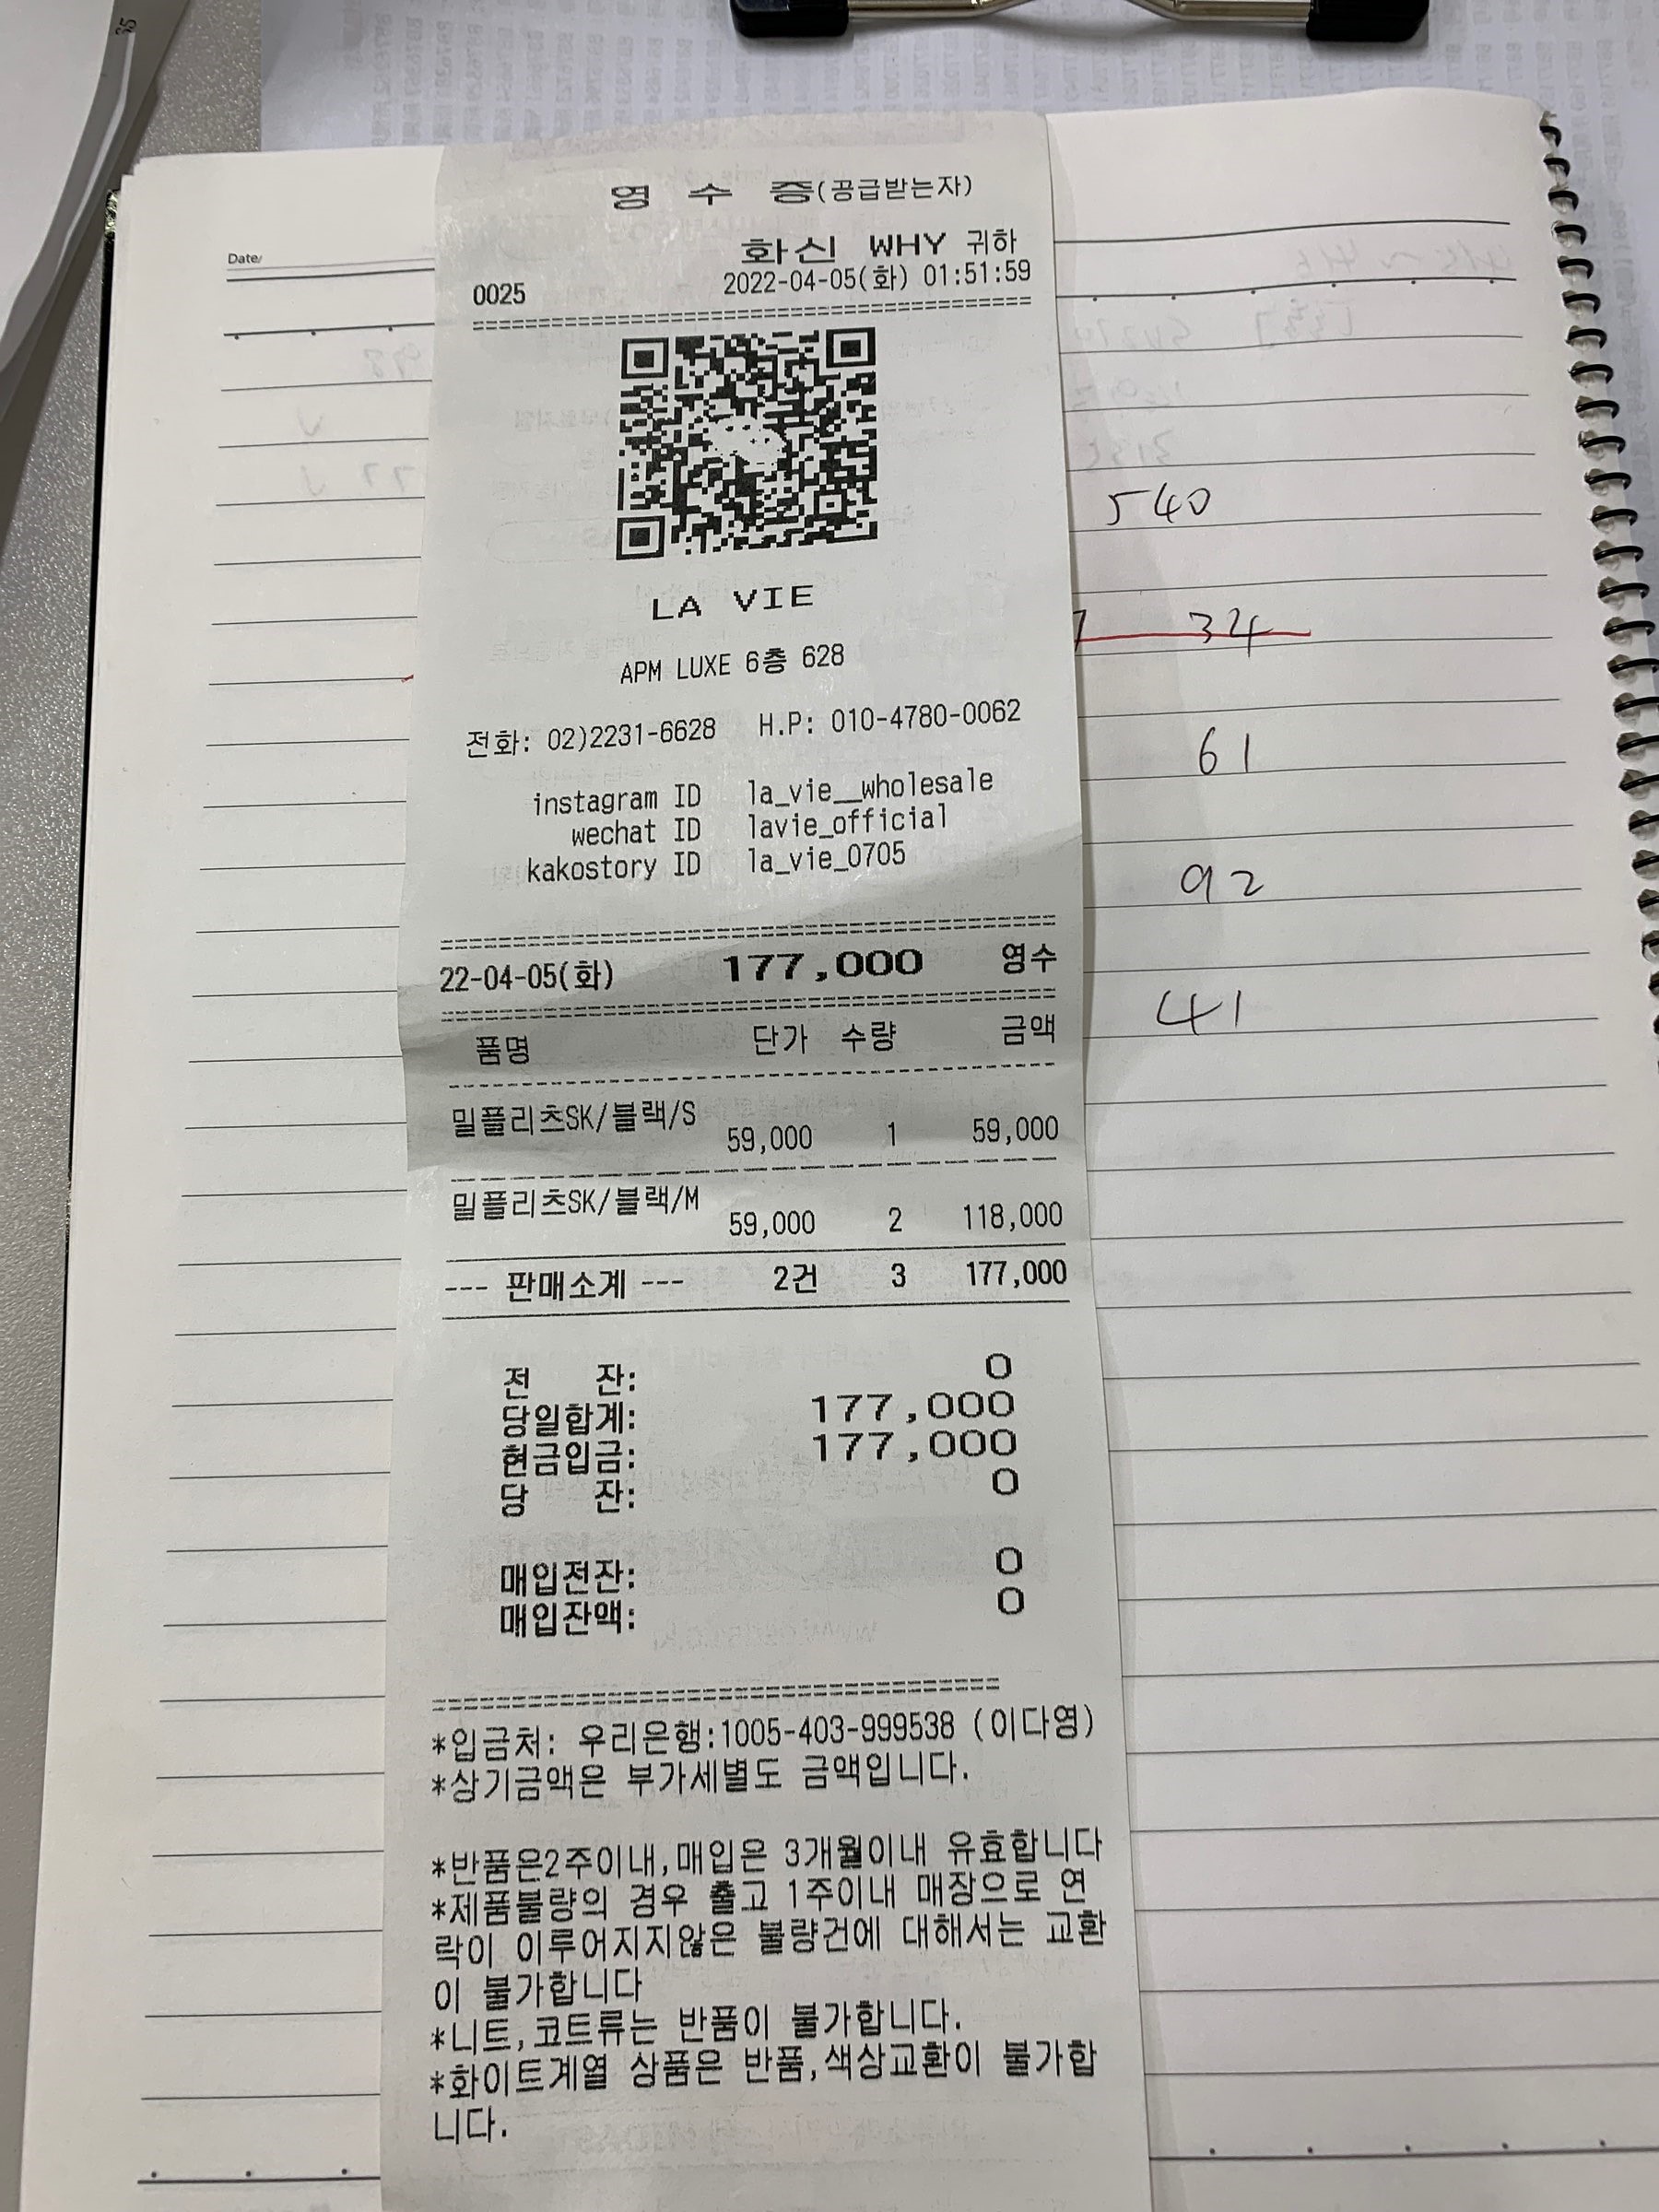 Date/
영 수 증(공급받는자)
화신 WHY 귀하
0025 2022-04-05(화) 01:51:59
LA VIE
APM LUXE 6층 628
전화: 02)2231-6628 H.P: 010-4780-0062
instagram ID la_vie__wholesale
wechat ID lavie_official
kakostory ID la_vie_0705
22-04-05(화) 177,000 영수
품명 단가 수량 금액
밀플리츠SK/블랙/S
59,000 1 59,000
밀플리츠SK/블랙/M
59,000 2 118,000
--- 판매소계 --- 2건 3 177,000
전 잔: 0
당일합계: 177,000
현금입금: 177,000
당 잔: 0
매입전잔: 0
매입잔액: 0
*입금처: 우리은행:1005-403-999538 (이다영)
*상기금액은 부가세별도 금액입니다.
*반품은2주이내,매입은 3개월이내 유효합니다
*제품불량의 경우 출고 1주이내 매장으로 연
락이 이루어지지않은 불량건에 대해서는 교환
이 불가합니다
*니트,코트류는 반품이 불가합니다.
*화이트계열 상품은 반품,색상교환이 불가합
니다.
540
34
61
92
41
35